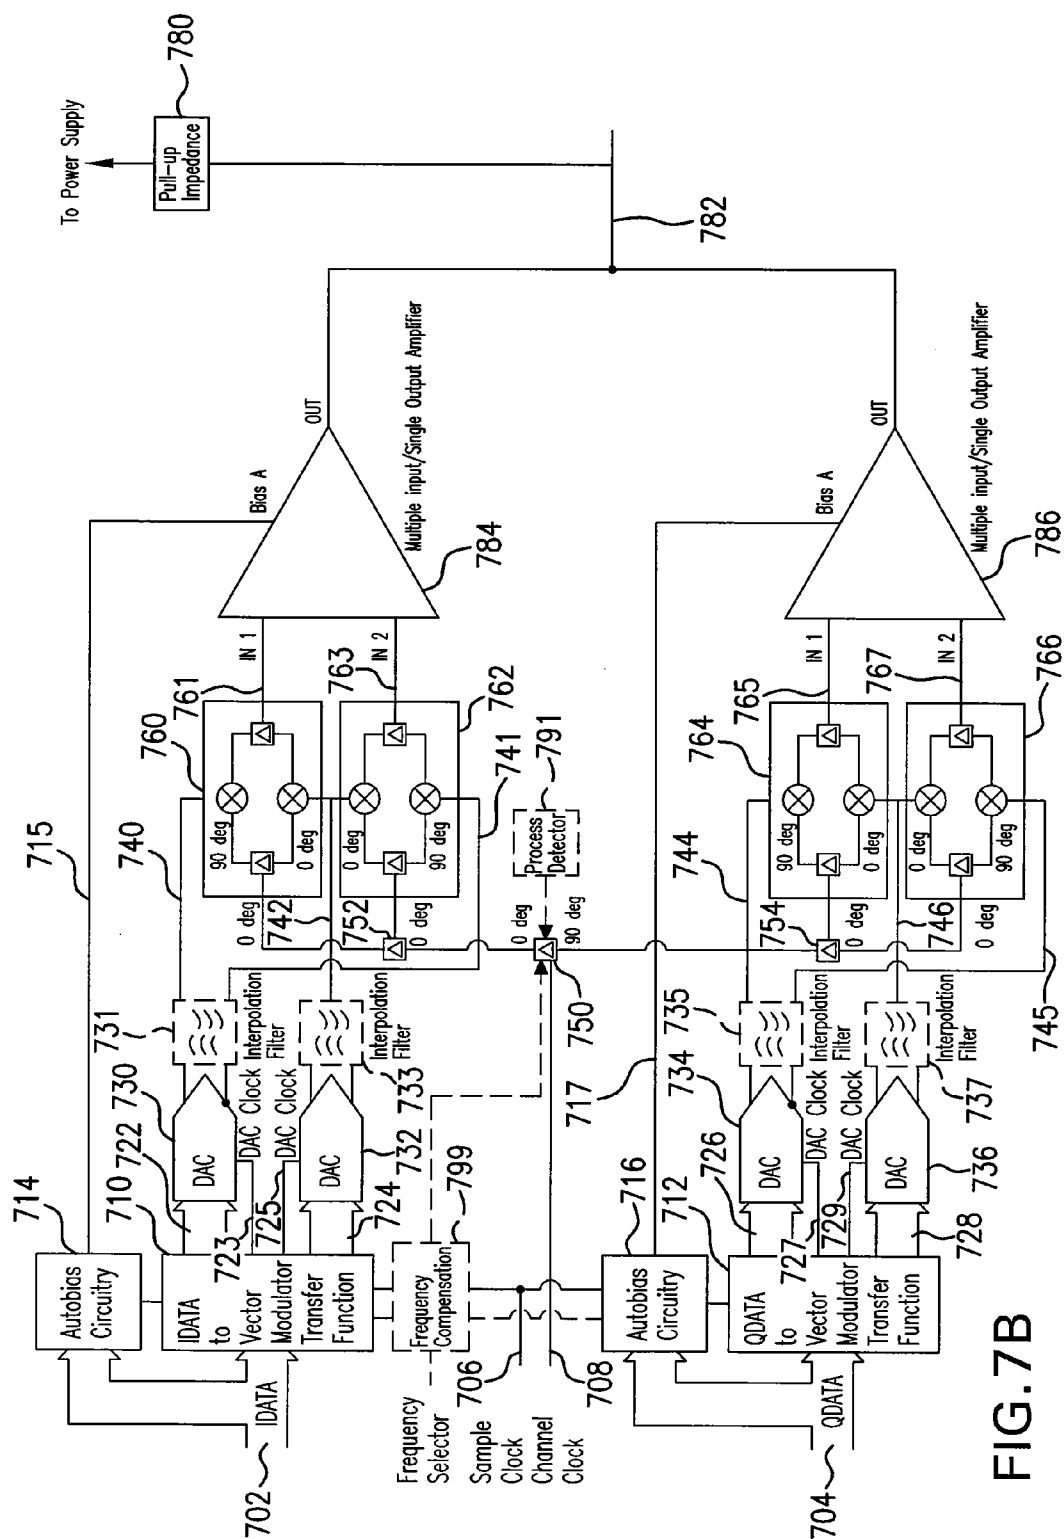 702
IDATA
714
Autobias
Circuitry
715
710
722
IDATA
to Vector
Modulator
Transfer
Function
723
725
724
730
DAC
DAC Clock
DAC Clock
DAC
732
731
Interpolation
Filter
Interpolation
Filter
733
740
742
741
752
0 deg
0 deg
760
90 deg
0 deg
0 deg
90 deg
762
761
IN 1
763
IN 2
Bias A
OUT
Multiple input/Single Output Amplifier
784
To Power Supply
Pull-up
Impedance
780
782
Frequency
Selector
Frequency
Compensation
799
Sample
Clock
706
Channel
Clock
708
750
0 deg
90 deg
Process
Detector
791
704
QDATA
716
Autobias
Circuitry
717
712
726
QDATA
to Vector
Modulator
Transfer
Function
727
729
728
734
DAC
DAC Clock
DAC Clock
DAC
736
735
Interpolation
Filter
Interpolation
Filter
737
744
746
745
754
0 deg
0 deg
764
90 deg
0 deg
0 deg
90 deg
766
765
IN 1
767
IN 2
Bias A
OUT
Multiple input/Single Output Amplifier
786
FIG.7B